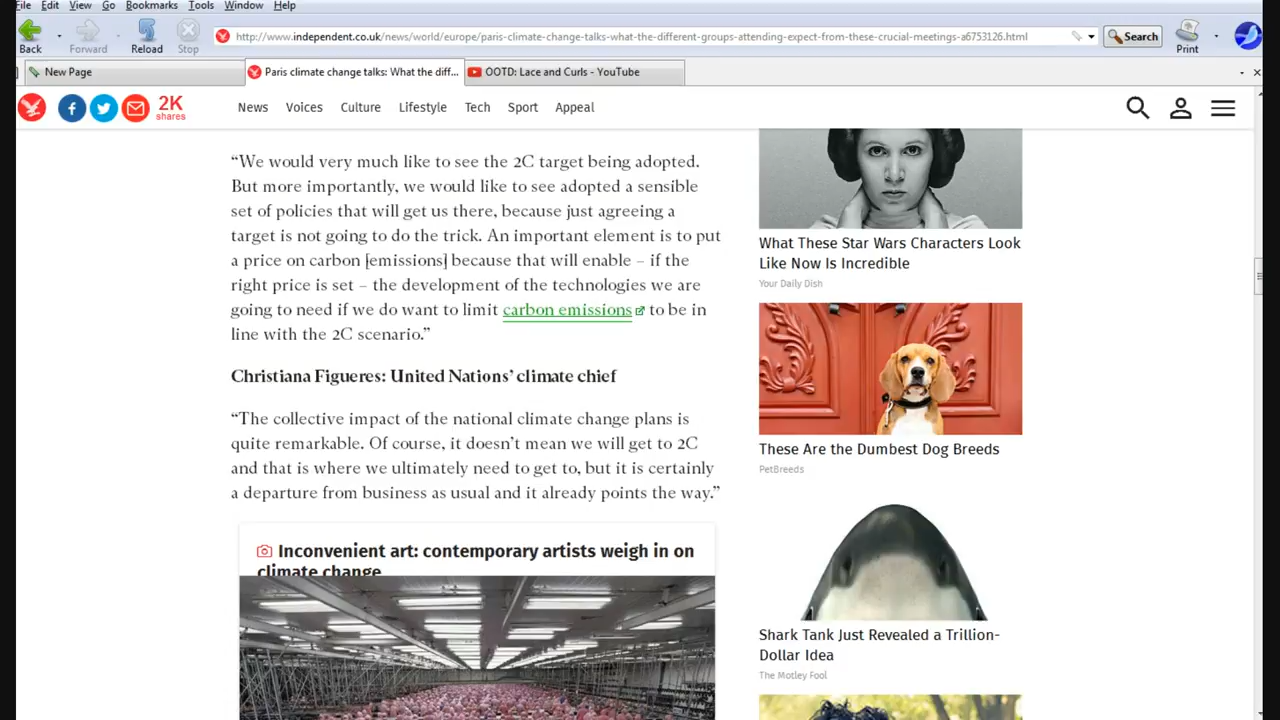 File Edit View Go Bookmarks Tools Window Help
Back Forward Reload Stop
http://www.independent.co.uk/news/world/europe/paris-climate-change-talks-what-the-different-groups-attending-expect-from-these-crucial-meetings-a6753126.html
Search
Print
New Page
Paris climate change talks: What the diff...
OOTD: Lace and Curls - YouTube
2K
shares
News Voices Culture Lifestyle Tech Sport Appeal
“We would very much like to see the 2C target being adopted.
But more importantly, we would like to see adopted a sensible
set of policies that will get us there, because just agreeing a
target is not going to do the trick. An important element is to put
a price on carbon [emissions] because that will enable – if the
right price is set – the development of the technologies we are
going to need if we do want to limit carbon emissions to be in
line with the 2C scenario.”
Christiana Figueres: United Nations’ climate chief
“The collective impact of the national climate change plans is
quite remarkable. Of course, it doesn’t mean we will get to 2C
and that is where we ultimately need to get to, but it is certainly
a departure from business as usual and it already points the way.”
Inconvenient art: contemporary artists weigh in on
climate change
What These Star Wars Characters Look
Like Now Is Incredible
Your Daily Dish
These Are the Dumbest Dog Breeds
PetBreeds
Shark Tank Just Revealed a Trillion-
Dollar Idea
The Motley Fool